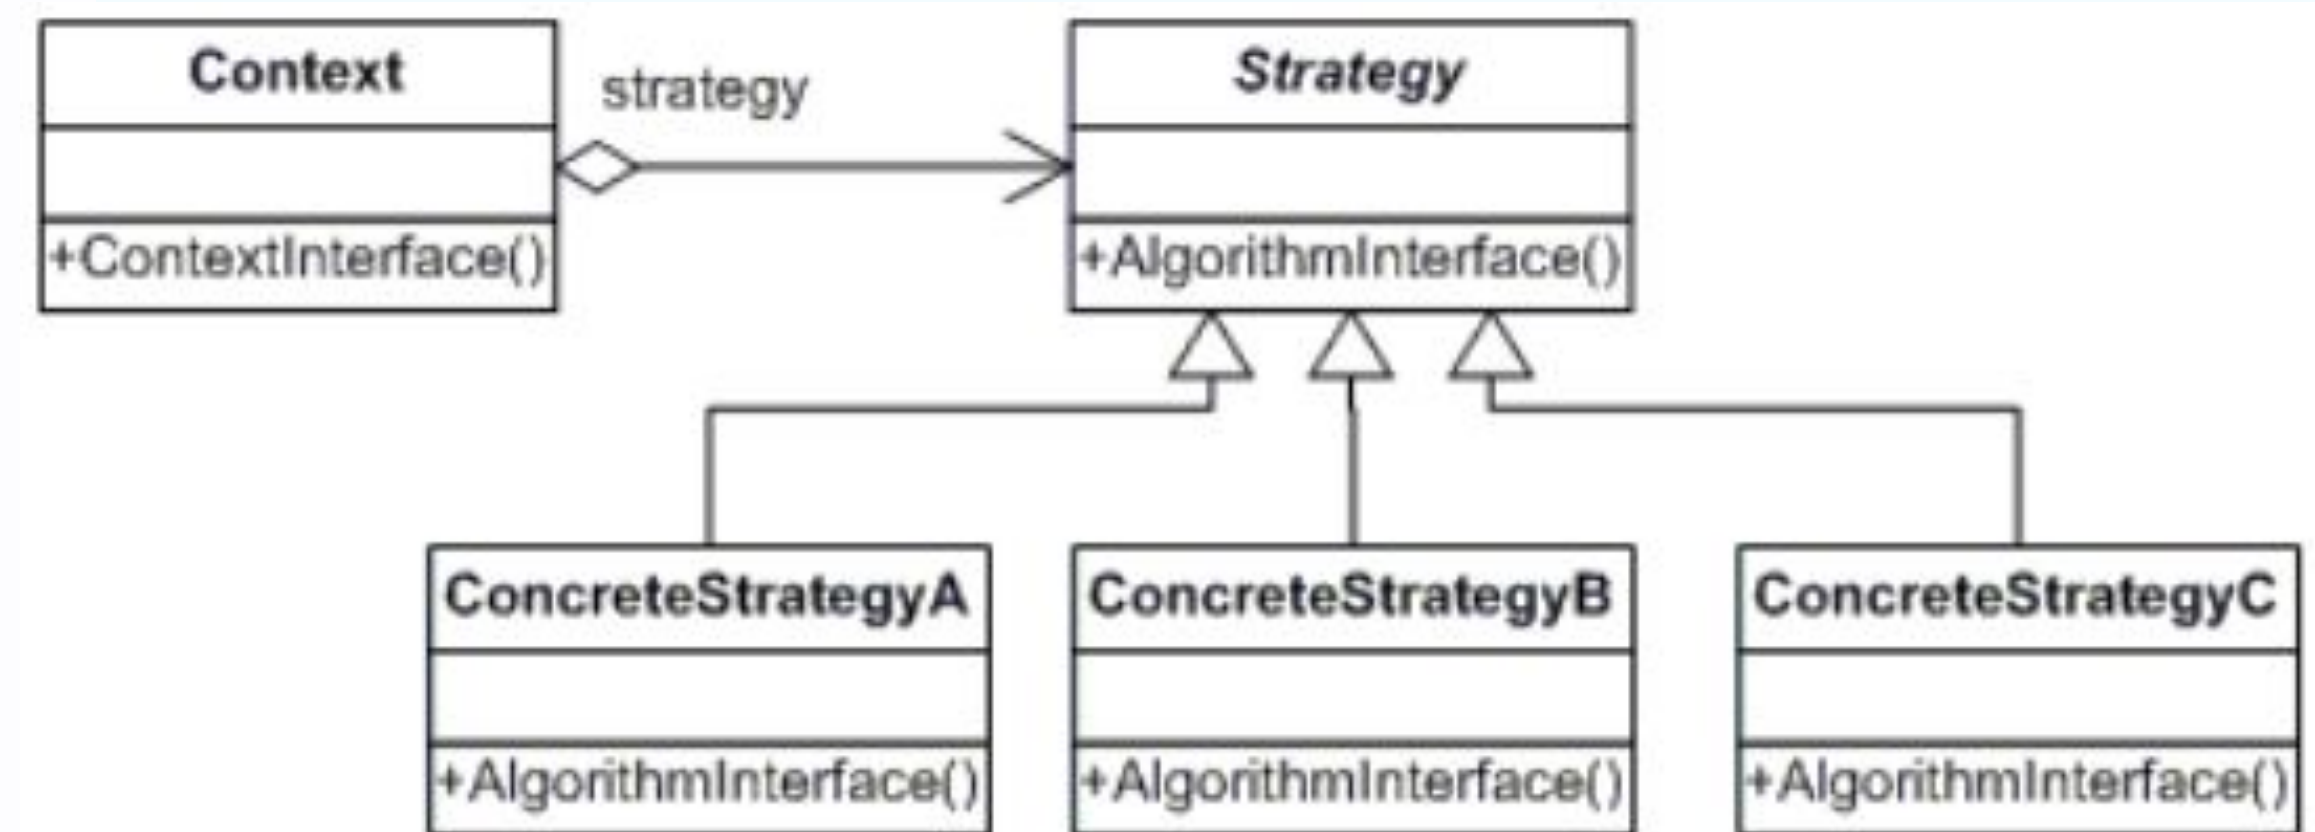 Context
strategy
Strategy
+ContextInterface()
+AlgorithmInterface()
ConcreteStrategyA
ConcreteStrategyB
ConcreteStrategyC
+AlgorithmInterface()
+AlgorithmInterface()
+AlgorithmInterface()